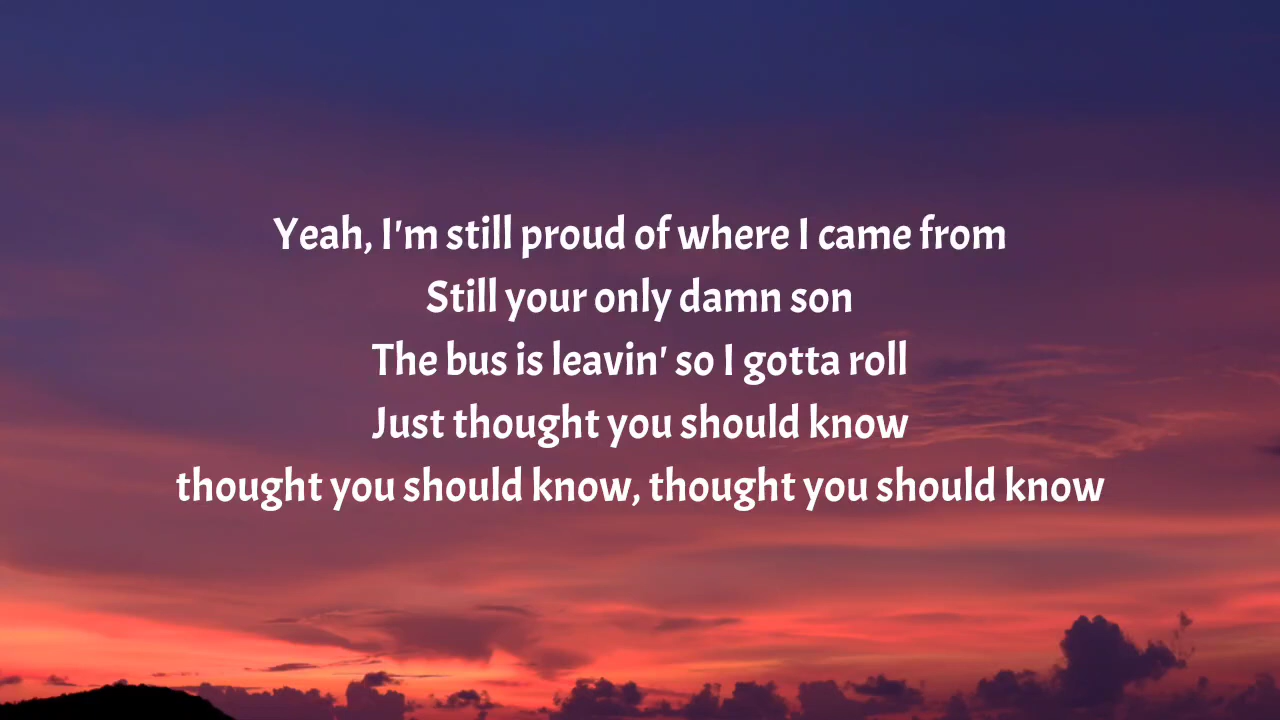 Yeah, I'm still proud of where I came from
Still your only damn son
The bus is leavin' so I gotta roll
Just thought you should know
thought you should know, thought you should know